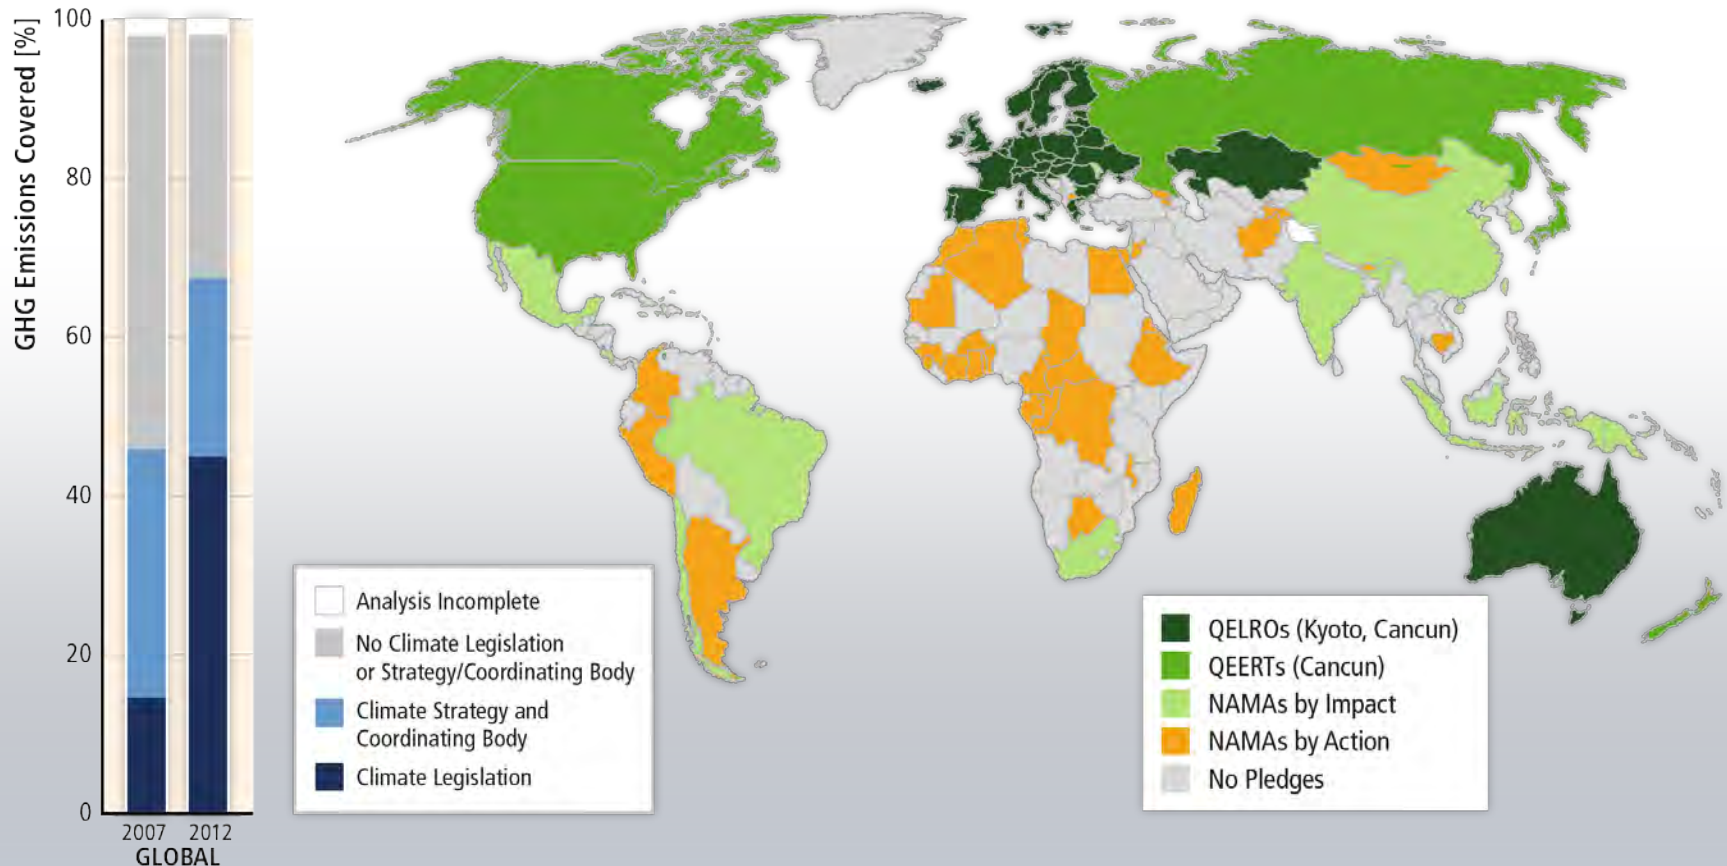 GHG Emissions Covered [%]
100
80
60
40
20
0
2007 2012
GLOBAL
Analysis Incomplete
No Climate Legislation
or Strategy/Coordinating Body
Climate Strategy and
Coordinating Body
Climate Legislation
QELROs (Kyoto, Cancun)
QEERTs (Cancun)
NAMAs by Impact
NAMAs by Action
No Pledges